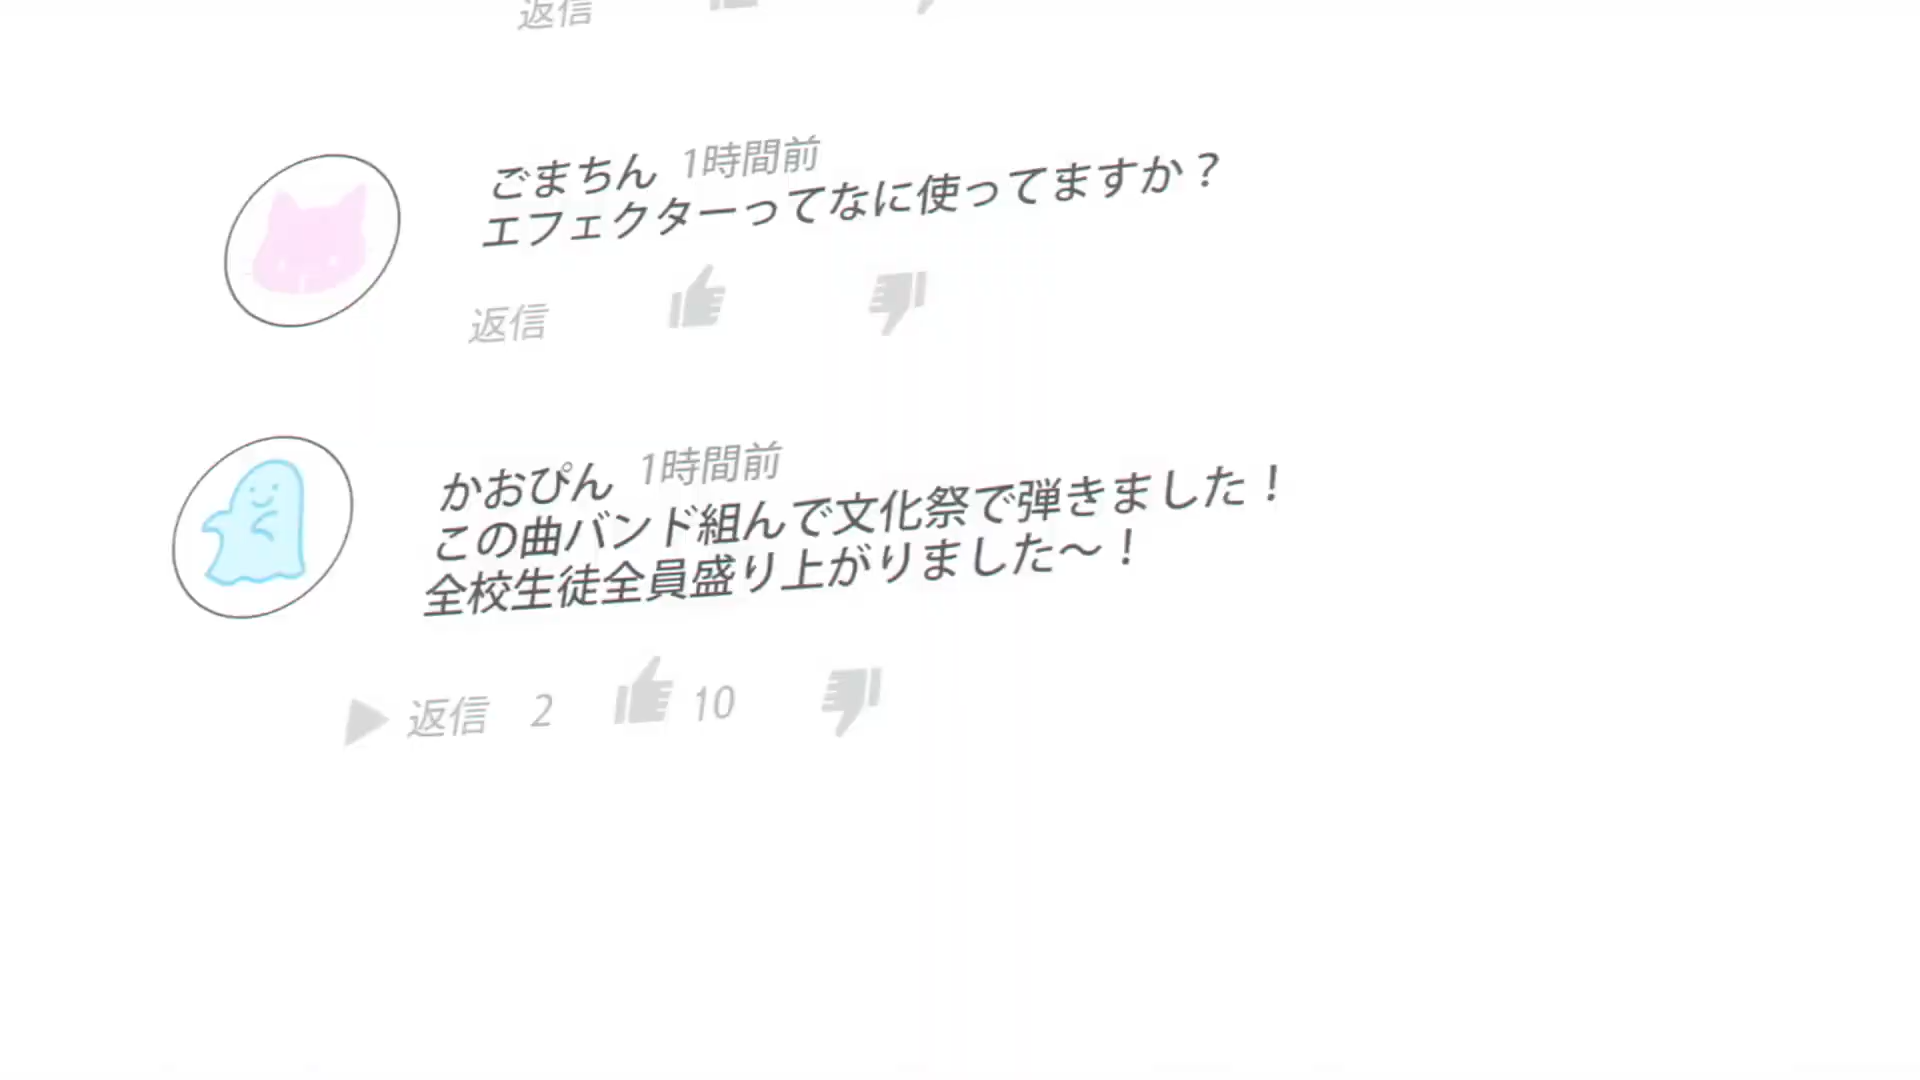 返信
ごまちん 1時間前
エフェクターってなに使ってますか？
返信
かおぴん 1時間前
この曲バンド組んで文化祭で弾きました！
全校生徒全員盛り上がりました～！
返信 2 10